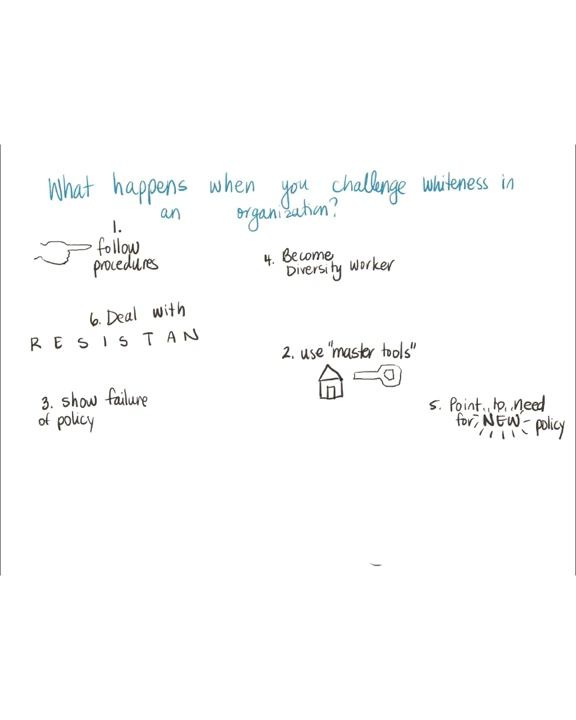 What happens when you challenge whiteness in
an organization?
1.
follow
procedures
4. Become
Diversity worker
6. Deal with
R E S I S T A N
2. use "master tools"
3. show failure
of policy
5. Point to need
for NEW policy